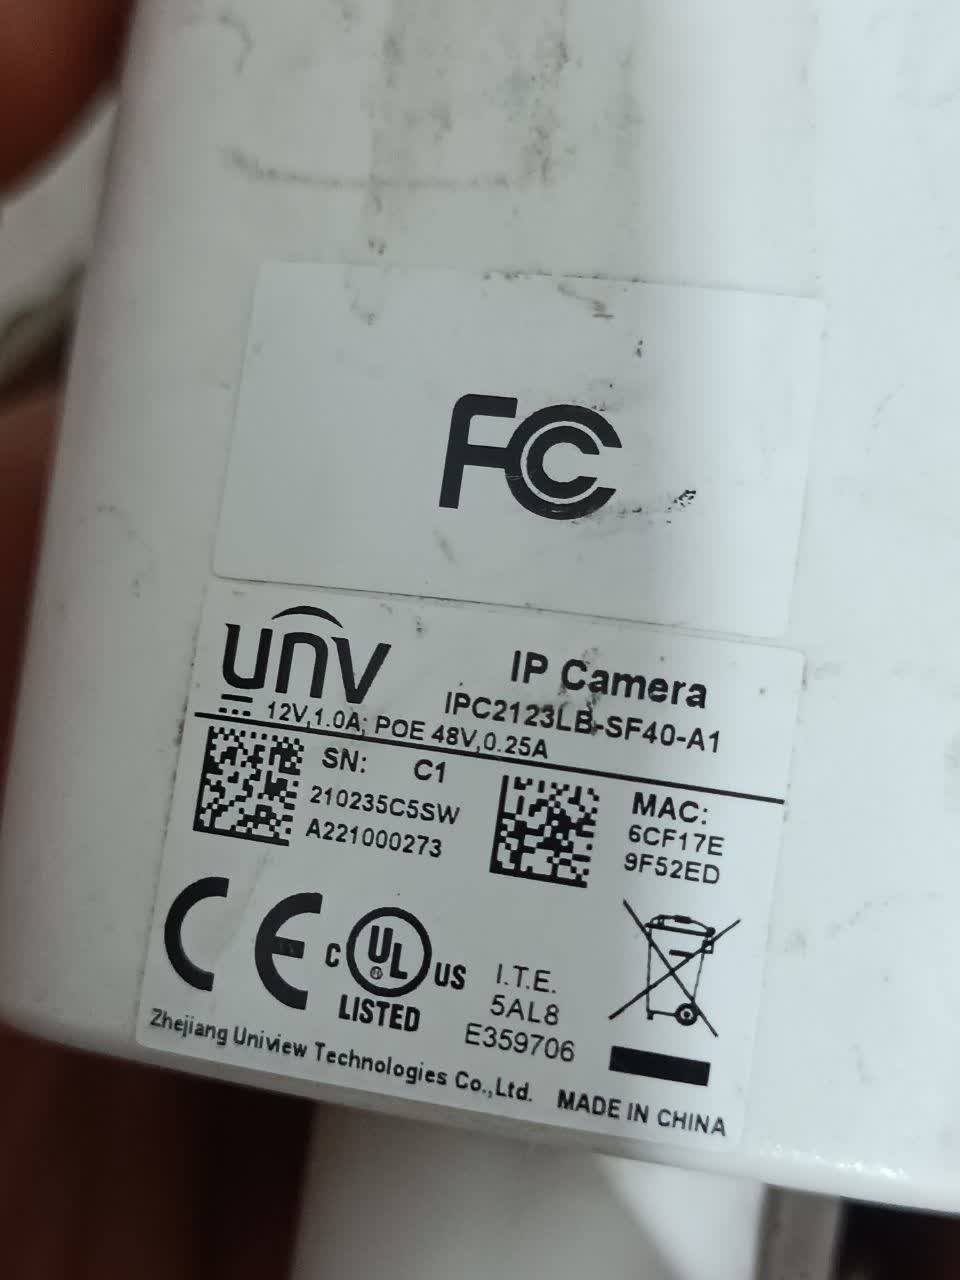 FC
UNV
IP Camera
IPC2123LB-SF40-A1
12V,1.0A; POE 48V,0.25A
SN: C1
210235C5SW
A221000273
MAC:
6CF17E
9F52ED
CE
C UL US
LISTED
I.T.E.
5AL8
E359706
Zhejiang Uniview Technologies Co.,Ltd.
MADE IN CHINA